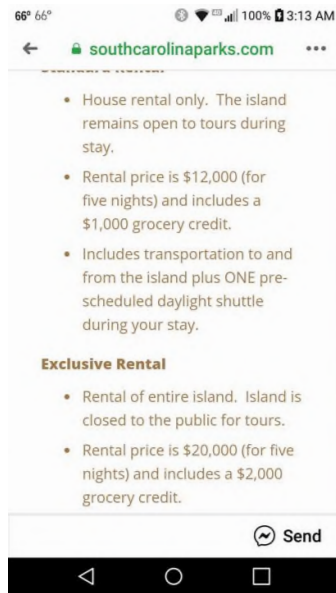 66° 66° 100% 3:13 AM
southcarolinaparks.com
• House rental only. The island
remains open to tours during
stay.
• Rental price is $12,000 (for
five nights) and includes a
$1,000 grocery credit.
• Includes transportation to and
from the island plus ONE pre-
scheduled daylight shuttle
during your stay.
Exclusive Rental
• Rental of entire island. Island is
closed to the public for tours.
• Rental price is $20,000 (for five
nights) and includes a $2,000
grocery credit.
Send